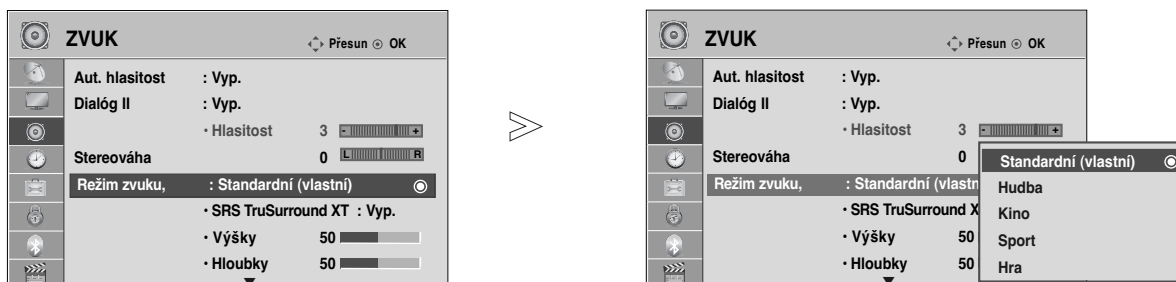 ZVUK
Přesun OK
Aut. hlasitost : Vyp.
Dialóg II : Vyp.
• Hlasitost 3 - +
Stereováha 0 L R
Režim zvuku, : Standardní (vlastní)
• SRS TruSurround XT : Vyp.
• Výšky 50
• Hloubky 50
ZVUK
Přesun OK
Aut. hlasitost : Vyp.
Dialóg II : Vyp.
• Hlasitost 3 - +
Stereováha 0
Režim zvuku, : Standardní (vlastn
• SRS TruSurround X
• Výšky 50
• Hloubky 50
Standardní (vlastní)
Hudba
Kino
Sport
Hra